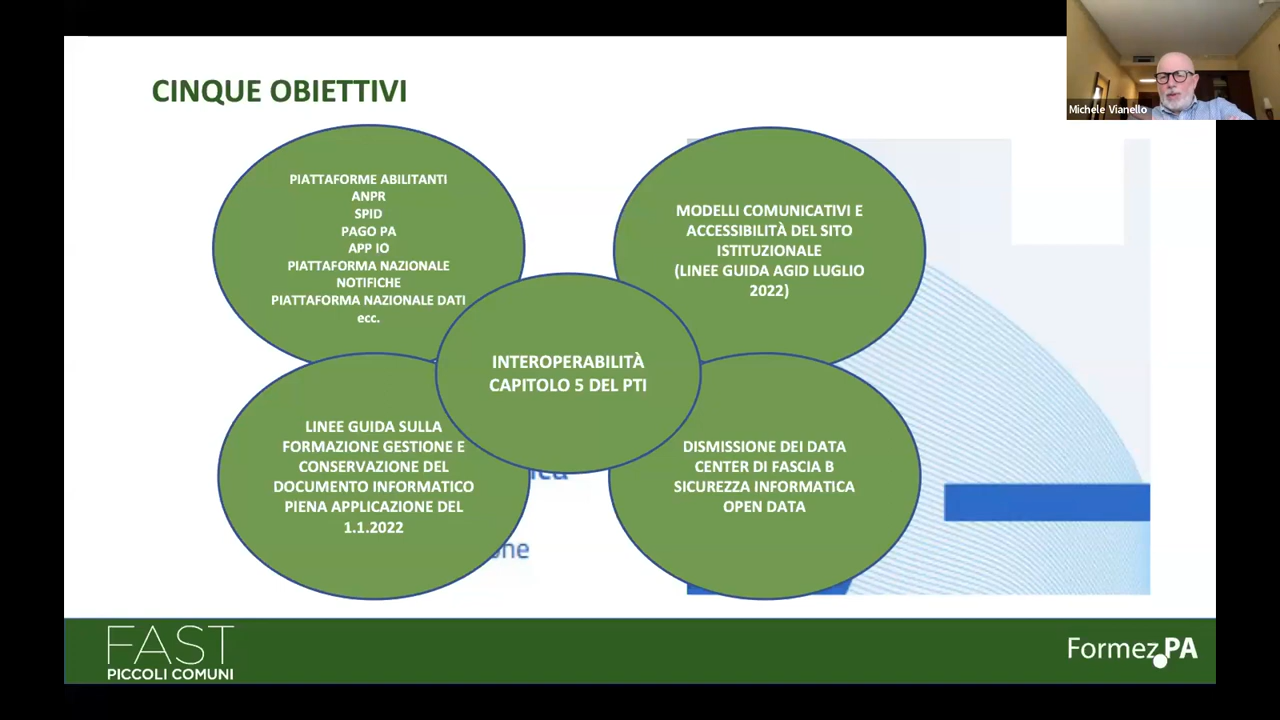 CINQUE OBIETTIVI
Michele Vianello
PIATTAFORME ABILITANTI
ANPR
SPID
PAGO PA
APP IO
PIATTAFORMA NAZIONALE
NOTIFICHE
PIATTAFORMA NAZIONALE DATI
ecc.
MODELLI COMUNICATIVI E
ACCESSIBILITÀ DEL SITO
ISTITUZIONALE
(LINEE GUIDA AGID LUGLIO
2022)
INTEROPERABILITÀ
CAPITOLO 5 DEL PTI
LINEE GUIDA SULLA
FORMAZIONE GESTIONE E
CONSERVAZIONE DEL
DOCUMENTO INFORMATICO
PIENA APPLICAZIONE DEL
1.1.2022
DISMISSIONE DEI DATA
CENTER DI FASCIA B
SICUREZZA INFORMATICA
OPEN DATA
FAST
PICCOLI COMUNI
Formez PA